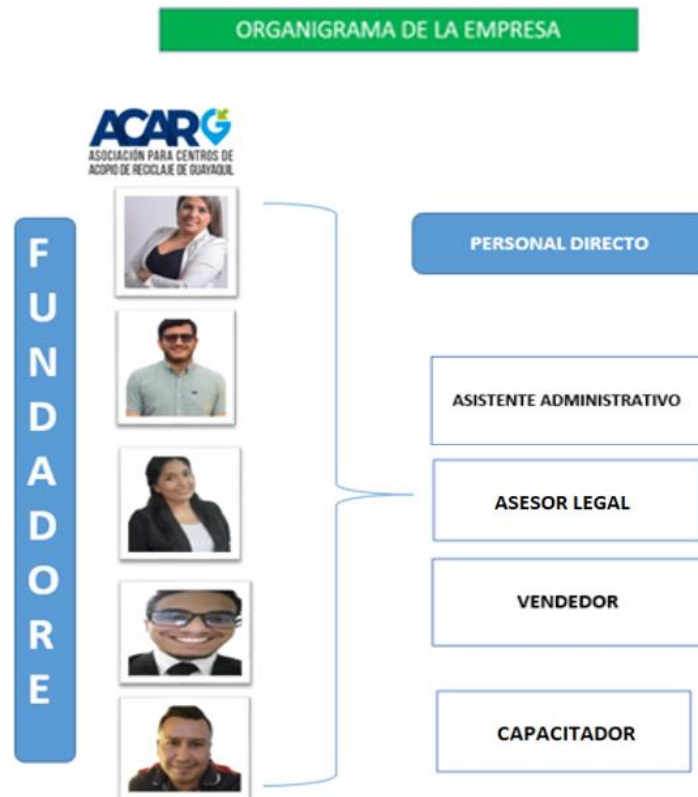 ORGANIGRAMA DE LA EMPRESA
ACARG
ASOCIACIÓN PARA CENTROS DE
ACOPIO DE RECICLAJE DE GUAYAQUIL
F
U
N
D
A
D
O
R
E
PERSONAL DIRECTO
ASISTENTE ADMINISTRATIVO
ASESOR LEGAL
VENDEDOR
CAPACITADOR